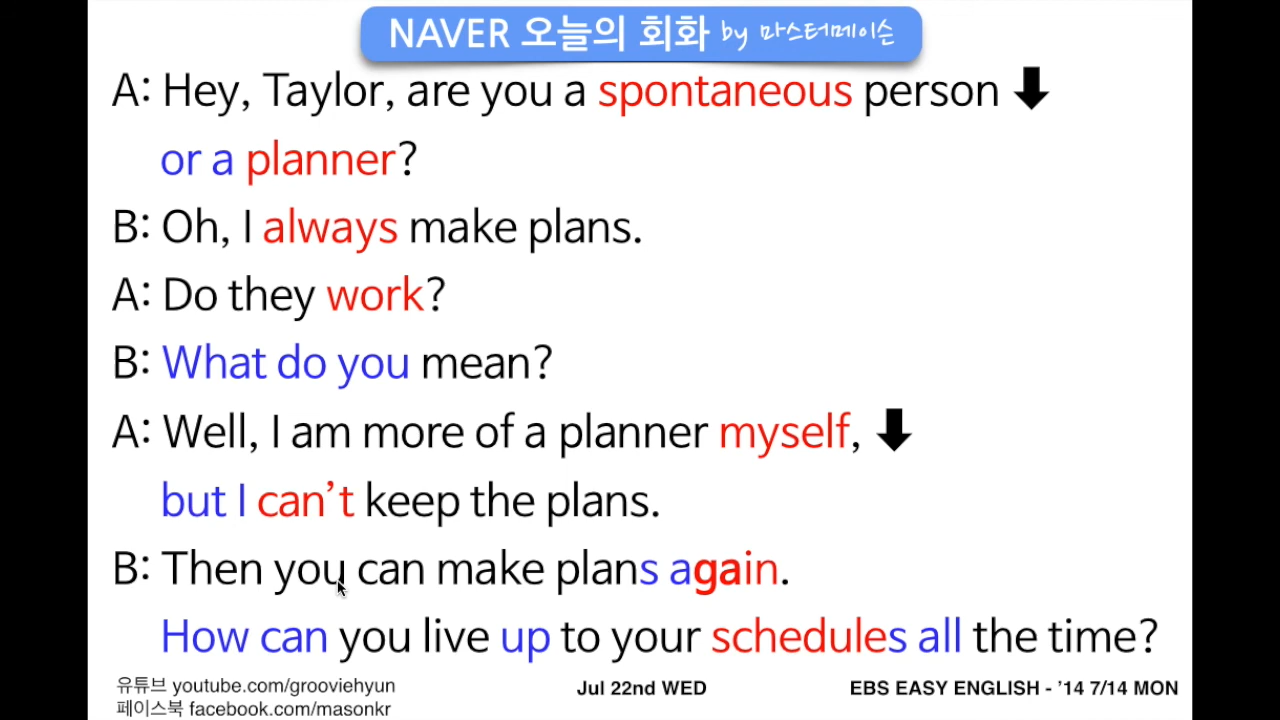 NAVER 오늘의 회화 by 마스터메이슨
A: Hey, Taylor, are you a spontaneous person
or a planner?
B: Oh, I always make plans.
A: Do they work?
B: What do you mean?
A: Well, I am more of a planner myself,
but I can’t keep the plans.
B: Then you can make plans again.
How can you live up to your schedules all the time?
유튜브 youtube.com/grooviehyun
페이스북 facebook.com/masonkr
Jul 22nd WED
EBS EASY ENGLISH - ’14 7/14 MON